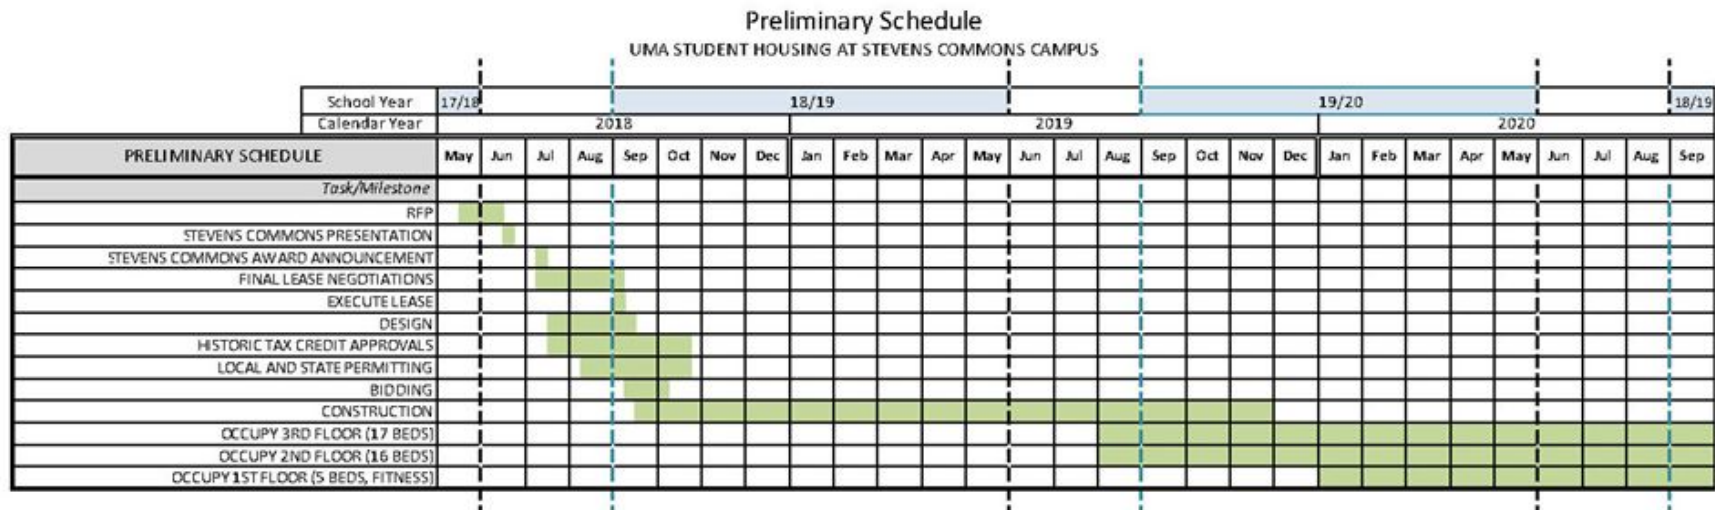 Preliminary Schedule
UMA STUDENT HOUSING AT STEVENS COMMONS CAMPUS
School Year 17/18 18/19 19/20 18/19
Calendar Year 2018 2019 2020
PRELIMINARY SCHEDULE May Jun Jul Aug Sep Oct Nov Dec Jan Feb Mar Apr May Jun Jul Aug Sep Oct Nov Dec Jan Feb Mar Apr May Jun Jul Aug Sep
Task/Milestone
RFP
STEVENS COMMONS PRESENTATION
STEVENS COMMONS AWARD ANNOUNCEMENT
FINAL LEASE NEGOTIATIONS
EXECUTE LEASE
DESIGN
HISTORIC TAX CREDIT APPROVALS
LOCAL AND STATE PERMITTING
BIDDING
CONSTRUCTION
OCCUPY 3RD FLOOR (17 BEDS)
OCCUPY 2ND FLOOR (16 BEDS)
OCCUPY 1ST FLOOR (5 BEDS, FITNESS)